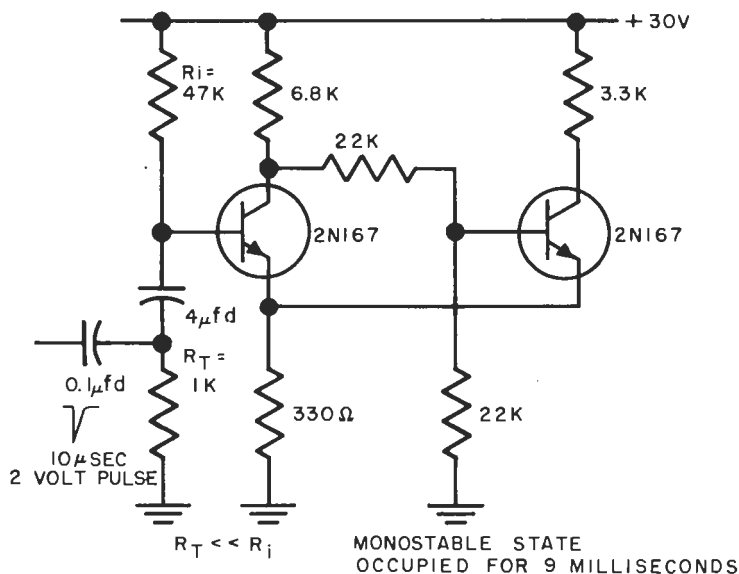 +30V
Ri=
47K
6.8K
3.3K
22K
2N167
2N167
4μfd
RT=
1K
0.1μfd
330Ω
22K
10μSEC
2 VOLT PULSE
RT << Ri
MONOSTABLE STATE
OCCUPIED FOR 9 MILLISECONDS